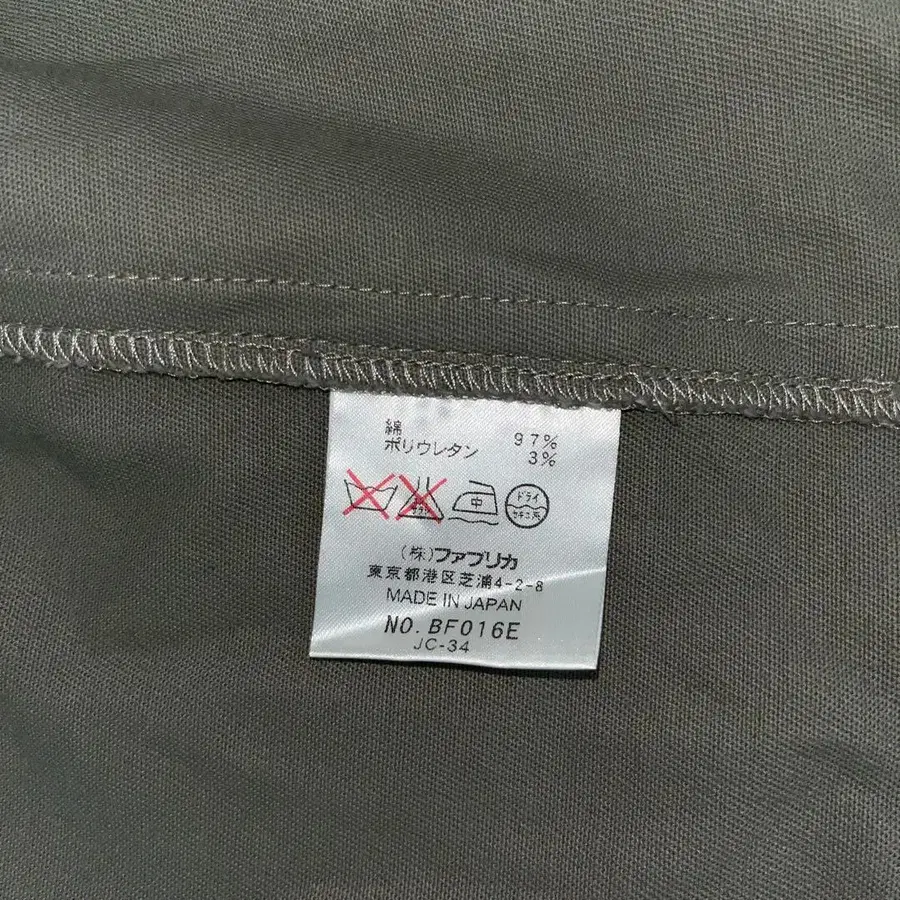 綿 97%
ポリウレタン 3%
中 ドライ
セキユ系
(株)ファブリカ
東京都港区芝浦4-2-8
MADE IN JAPAN
NO. BF016E
JC-34